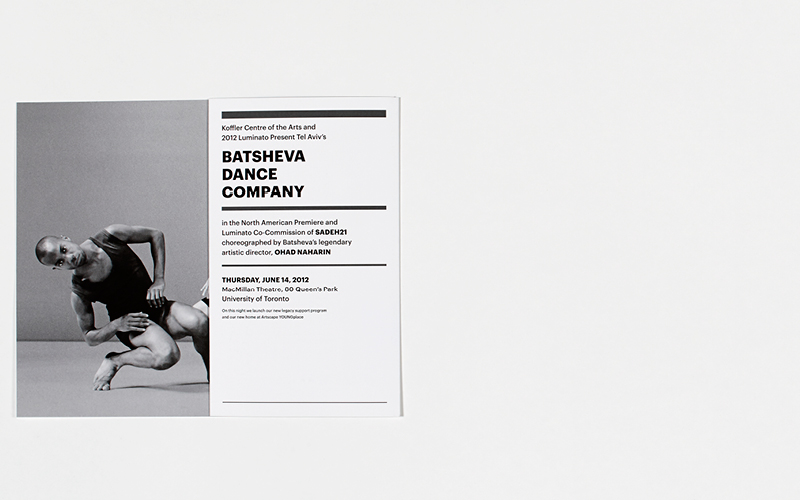 Koffler Centre of the Arts and
2012 Luminato Present Tel Aviv's
BATSHEVA
DANCE
COMPANY
in the North American Premiere and
Luminato Co-Commission of SADEH21
choreographed by Batsheva's legendary
artistic director, OHAD NAHARIN
THURSDAY, JUNE 14, 2012
MacMillan Theatre, 80 Queen's Park
University of Toronto
On this night we launch our new legacy support program
and our new home at Artscape YOUNGplace